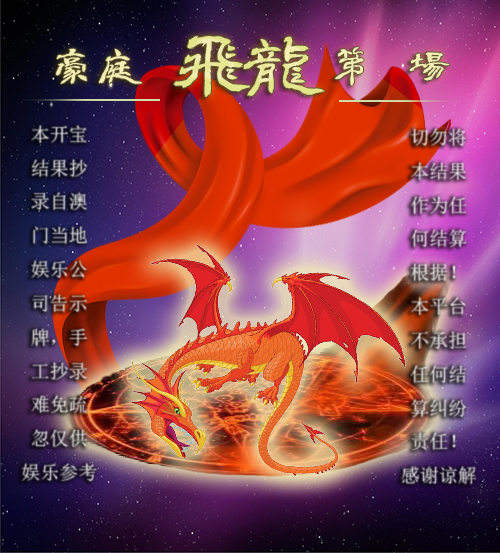 豪庭 飛龍 第 場
本开宝
结果抄
录自澳
门当地
娱乐公
司告示
牌，手
工抄录
难免疏
忽仅供
娱乐参考
切勿将
本结果
作为任
何结算
根据！
本平台
不承担
任何结
算纠纷
责任！
感谢谅解